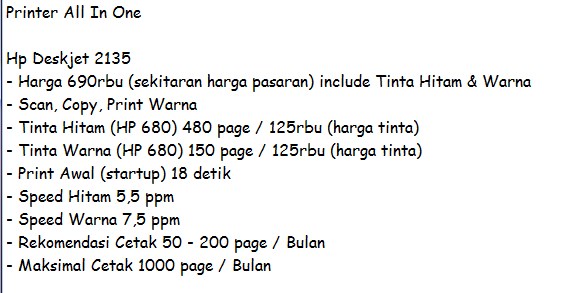 Printer All In One
Hp Deskjet 2135
- Harga 690rbu (sekitaran harga pasaran) include Tinta Hitam & Warna
- Scan, Copy, Print Warna
- Tinta Hitam (HP 680) 480 page / 125rbu (harga tinta)
- Tinta Warna (HP 680) 150 page / 125rbu (harga tinta)
- Print Awal (startup) 18 detik
- Speed Hitam 5,5 ppm
- Speed Warna 7,5 ppm
- Rekomendasi Cetak 50 - 200 page / Bulan
- Maksimal Cetak 1000 page / Bulan